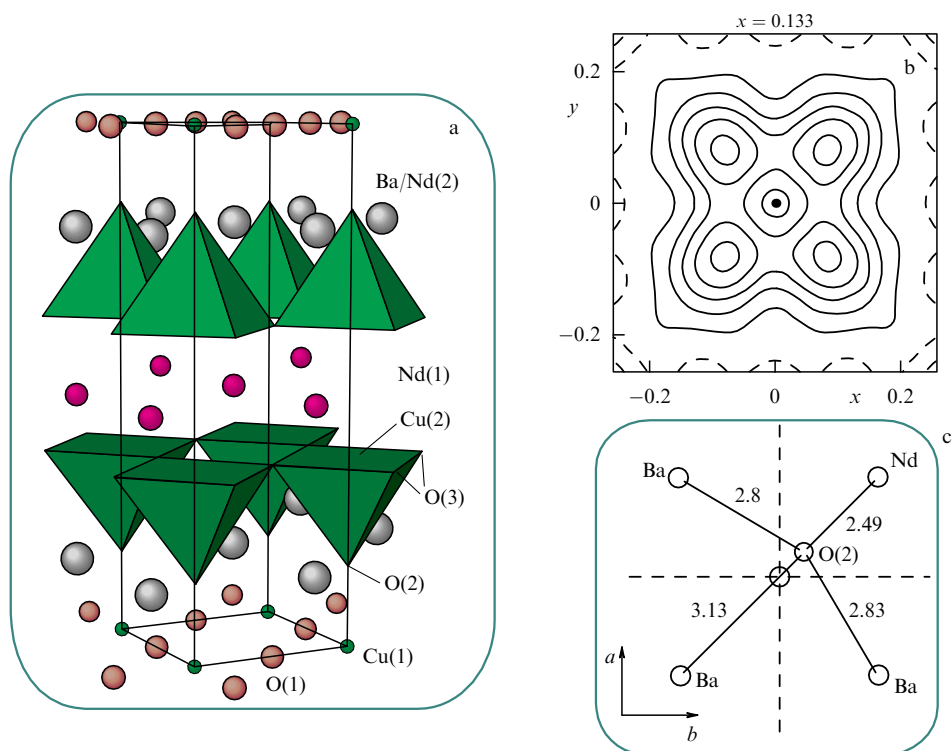 a
Ba/Nd(2)
Nd(1)
Cu(2)
O(3)
O(2)
Cu(1)
O(1)
x = 0.133
b
0.2
y
0
−0.2
−0.2
0
x
0.2
c
Ba
Nd
2.8
2.49
O(2)
3.13
2.83
a
Ba
Ba
b